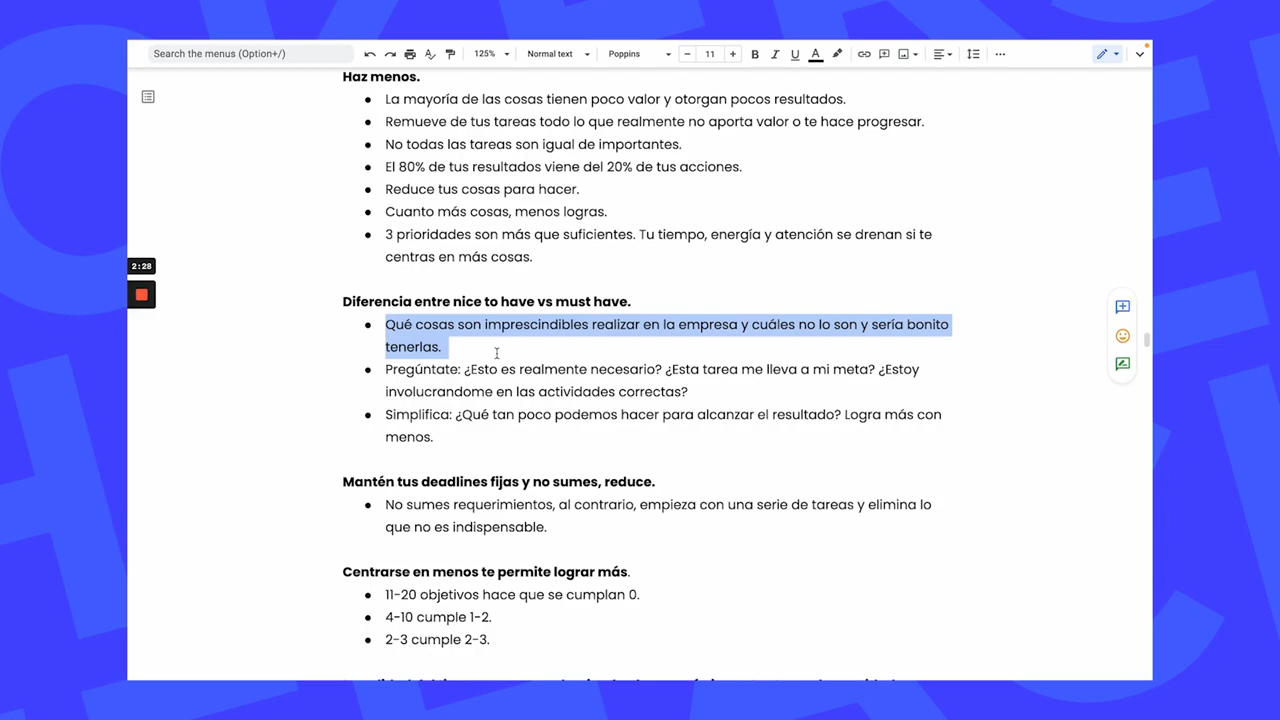 Search the menus (Option+/)
125%
Normal text
Poppins
11
B
I
U
A
Haz menos.
La mayoría de las cosas tienen poco valor y otorgan pocos resultados.
Remueve de tus tareas todo lo que realmente no aporta valor o te hace progresar.
No todas las tareas son igual de importantes.
El 80% de tus resultados viene del 20% de tus acciones.
Reduce tus cosas para hacer.
Cuanto más cosas, menos logras.
3 prioridades son más que suficientes. Tu tiempo, energía y atención se drenan si te
centras en más cosas.
2:28
Diferencia entre nice to have vs must have.
Qué cosas son imprescindibles realizar en la empresa y cuáles no lo son y sería bonito
tenerlas.
Pregúntate: ¿Esto es realmente necesario? ¿Esta tarea me lleva a mi meta? ¿Estoy
involucrandome en las actividades correctas?
Simplifica: ¿Qué tan poco podemos hacer para alcanzar el resultado? Logra más con
menos.
Mantén tus deadlines fijas y no sumes, reduce.
No sumes requerimientos, al contrario, empieza con una serie de tareas y elimina lo
que no es indispensable.
Centrarse en menos te permite lograr más.
11-20 objetivos hace que se cumplan 0.
4-10 cumple 1-2.
2-3 cumple 2-3.